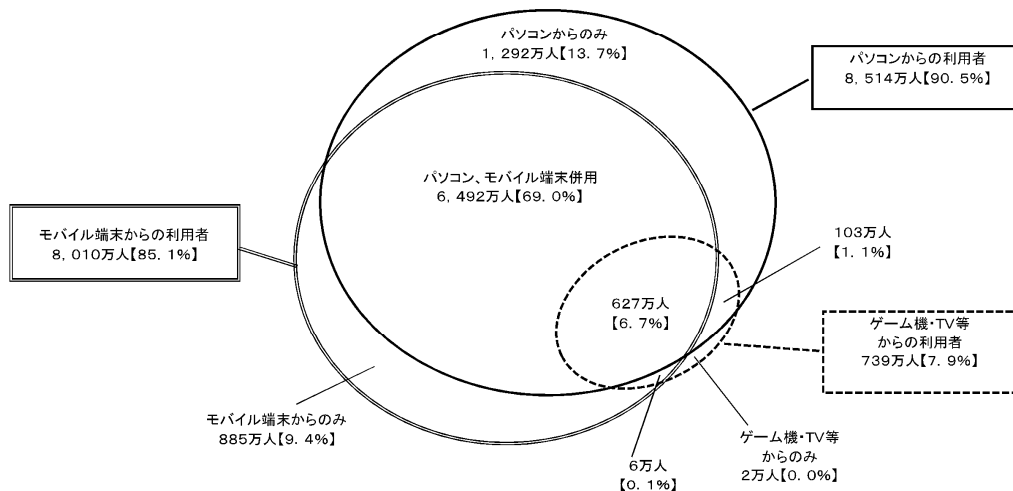 パソコンからのみ
1, 292万人【13. 7%】
パソコンからの利用者
8, 514万人【90. 5%】
パソコン、モバイル端末併用
6, 492万人【69. 0%】
モバイル端末からの利用者
8, 010万人【85. 1%】
103万人
【1. 1%】
627万人
【6. 7%】
ゲーム機・TV等
からの利用者
739万人【7. 9%】
モバイル端末からのみ
885万人【9. 4%】
6万人
【0. 1%】
ゲーム機・TV等
からのみ
2万人【0. 0%】